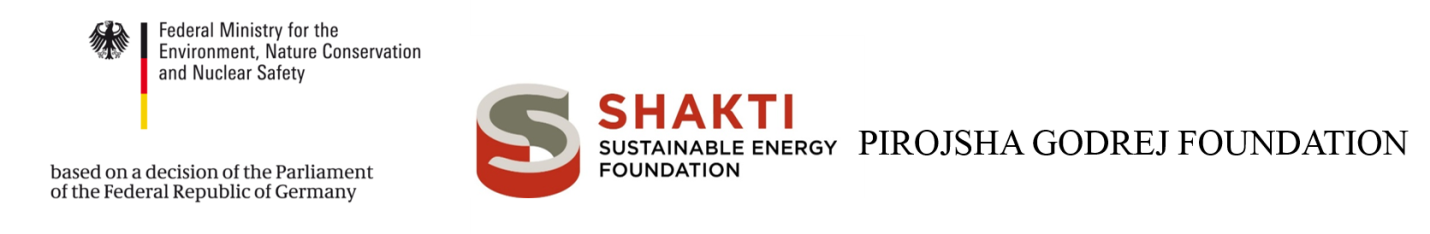 Federal Ministry for the
Environment, Nature Conservation
and Nuclear Safety
based on a decision of the Parliament
of the Federal Republic of Germany
SHAKTI
SUSTAINABLE ENERGY
FOUNDATION
PIROJSHA GODREJ FOUNDATION